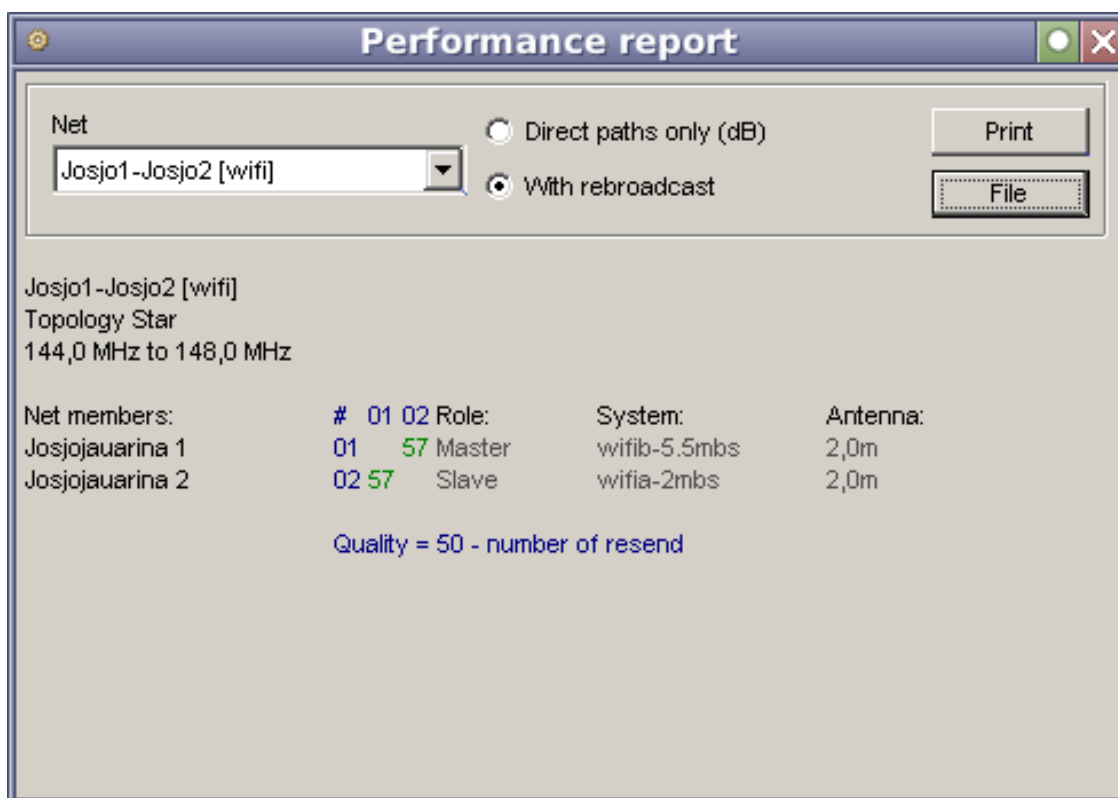 Performance report
Net
Josjo1-Josjo2 [wifi]
Direct paths only (dB)
With rebroadcast
Print
File
Josjo1-Josjo2 [wifi]
Topology Star
144,0 MHz to 148,0 MHz
Net members: # 01 02 Role: System: Antenna:
Josjojauarina 1 01 57 Master wifib-5.5mbs 2,0m
Josjojauarina 2 02 57 Slave wifia-2mbs 2,0m
Quality = 50 - number of resend